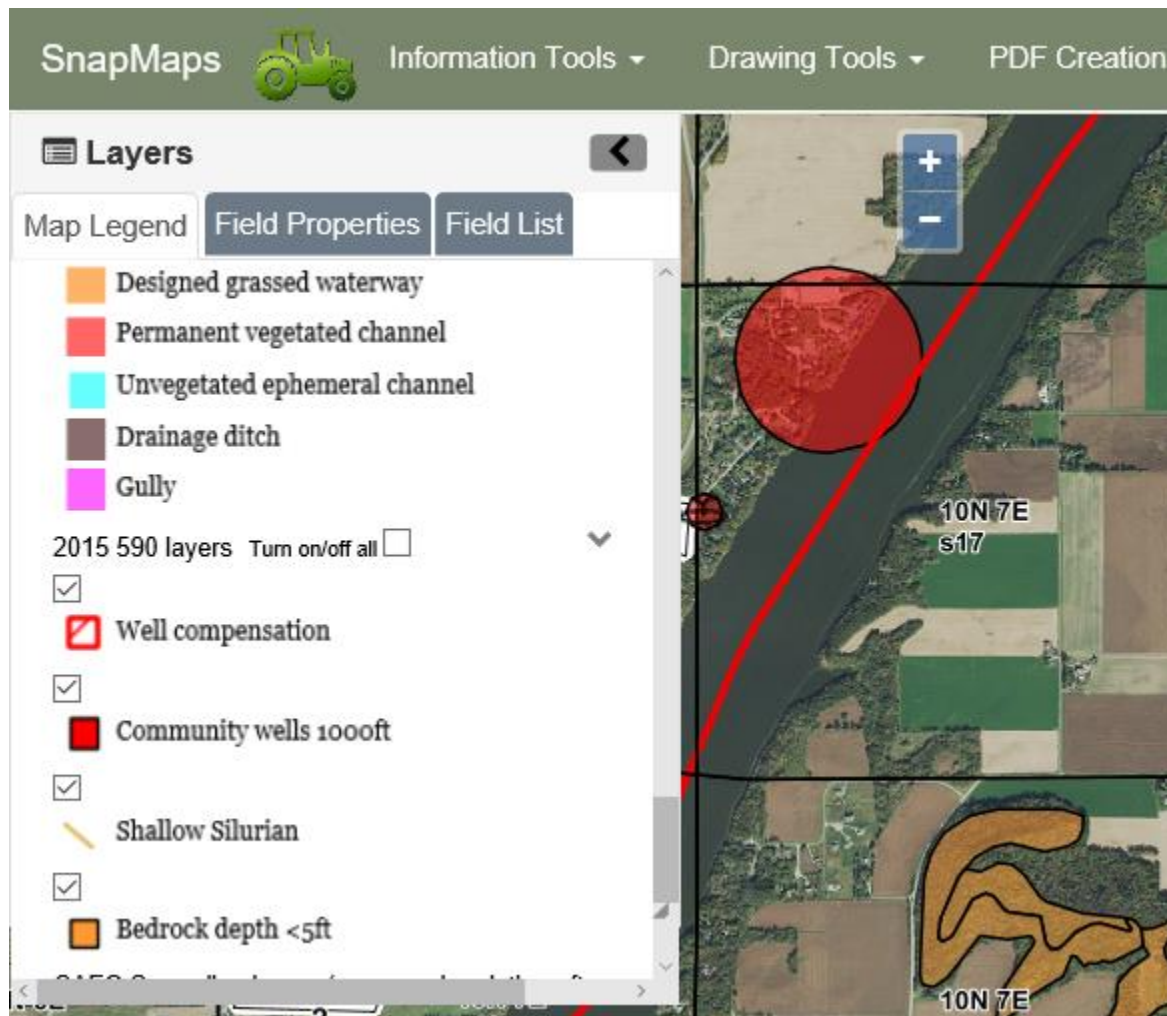 SnapMaps Information Tools Drawing Tools PDF Creation
Layers
Map Legend Field Properties Field List
Designed grassed waterway
Permanent vegetated channel
Unvegetated ephemeral channel
Drainage ditch
Gully
2015 590 layers Turn on/off all
Well compensation
Community wells 1000ft
Shallow Silurian
Bedrock depth <5ft
+
−
10N 7E
s17
10N 7E